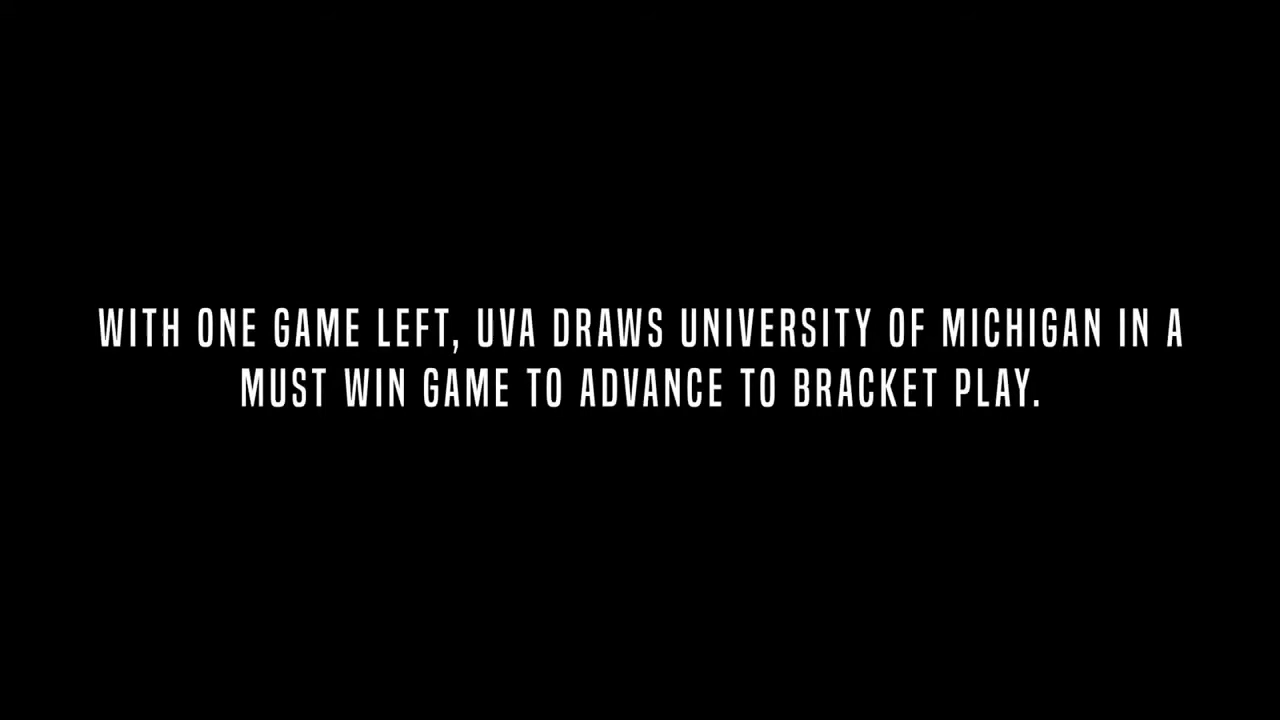 WITH ONE GAME LEFT, UVA DRAWS UNIVERSITY OF MICHIGAN IN A
MUST WIN GAME TO ADVANCE TO BRACKET PLAY.